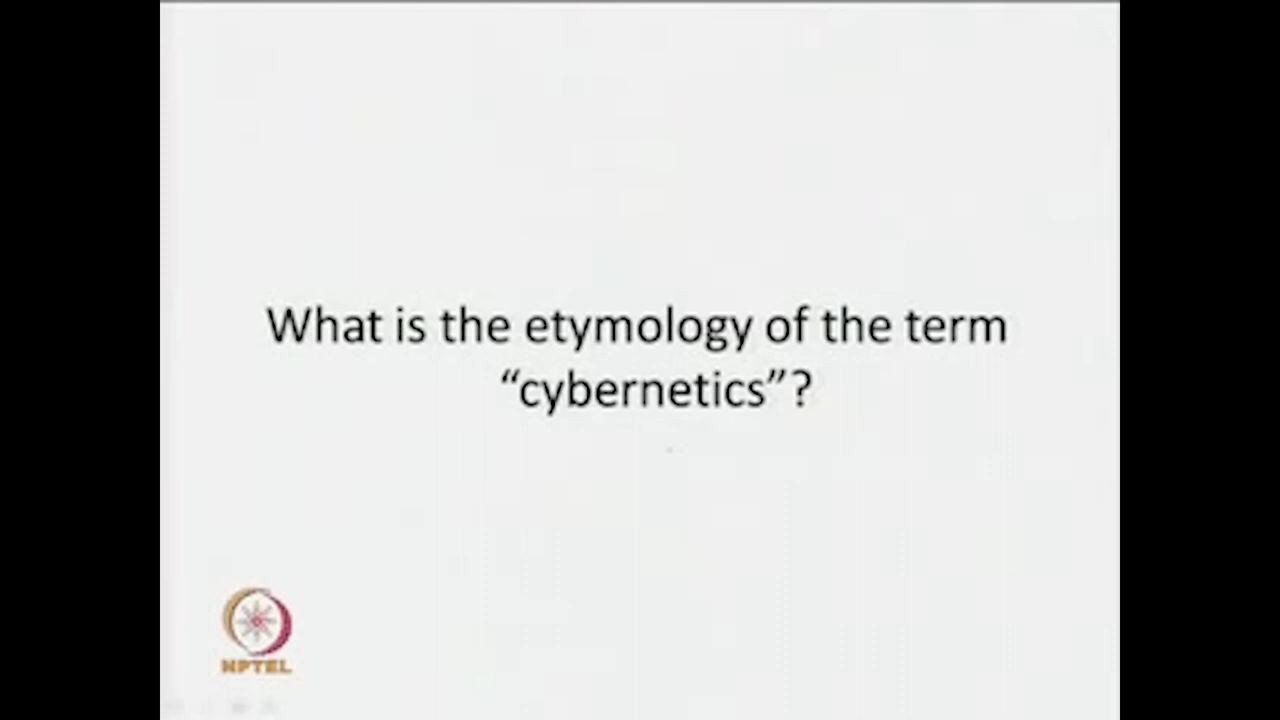 What is the etymology of the term
“cybernetics”?
NPTEL